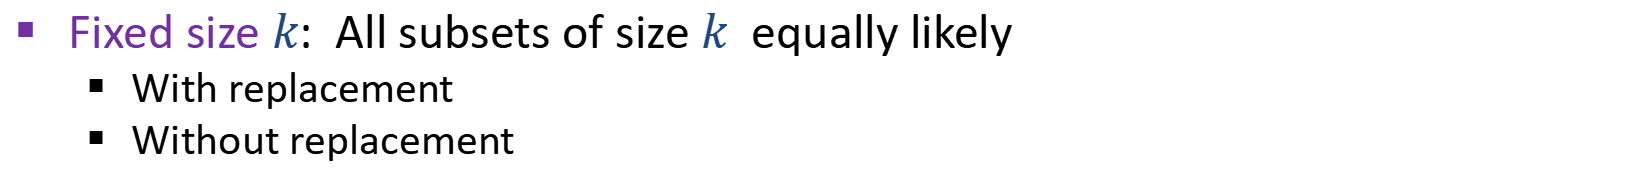 ▪ Fixed size k: All subsets of size k equally likely
▪ With replacement
▪ Without replacement